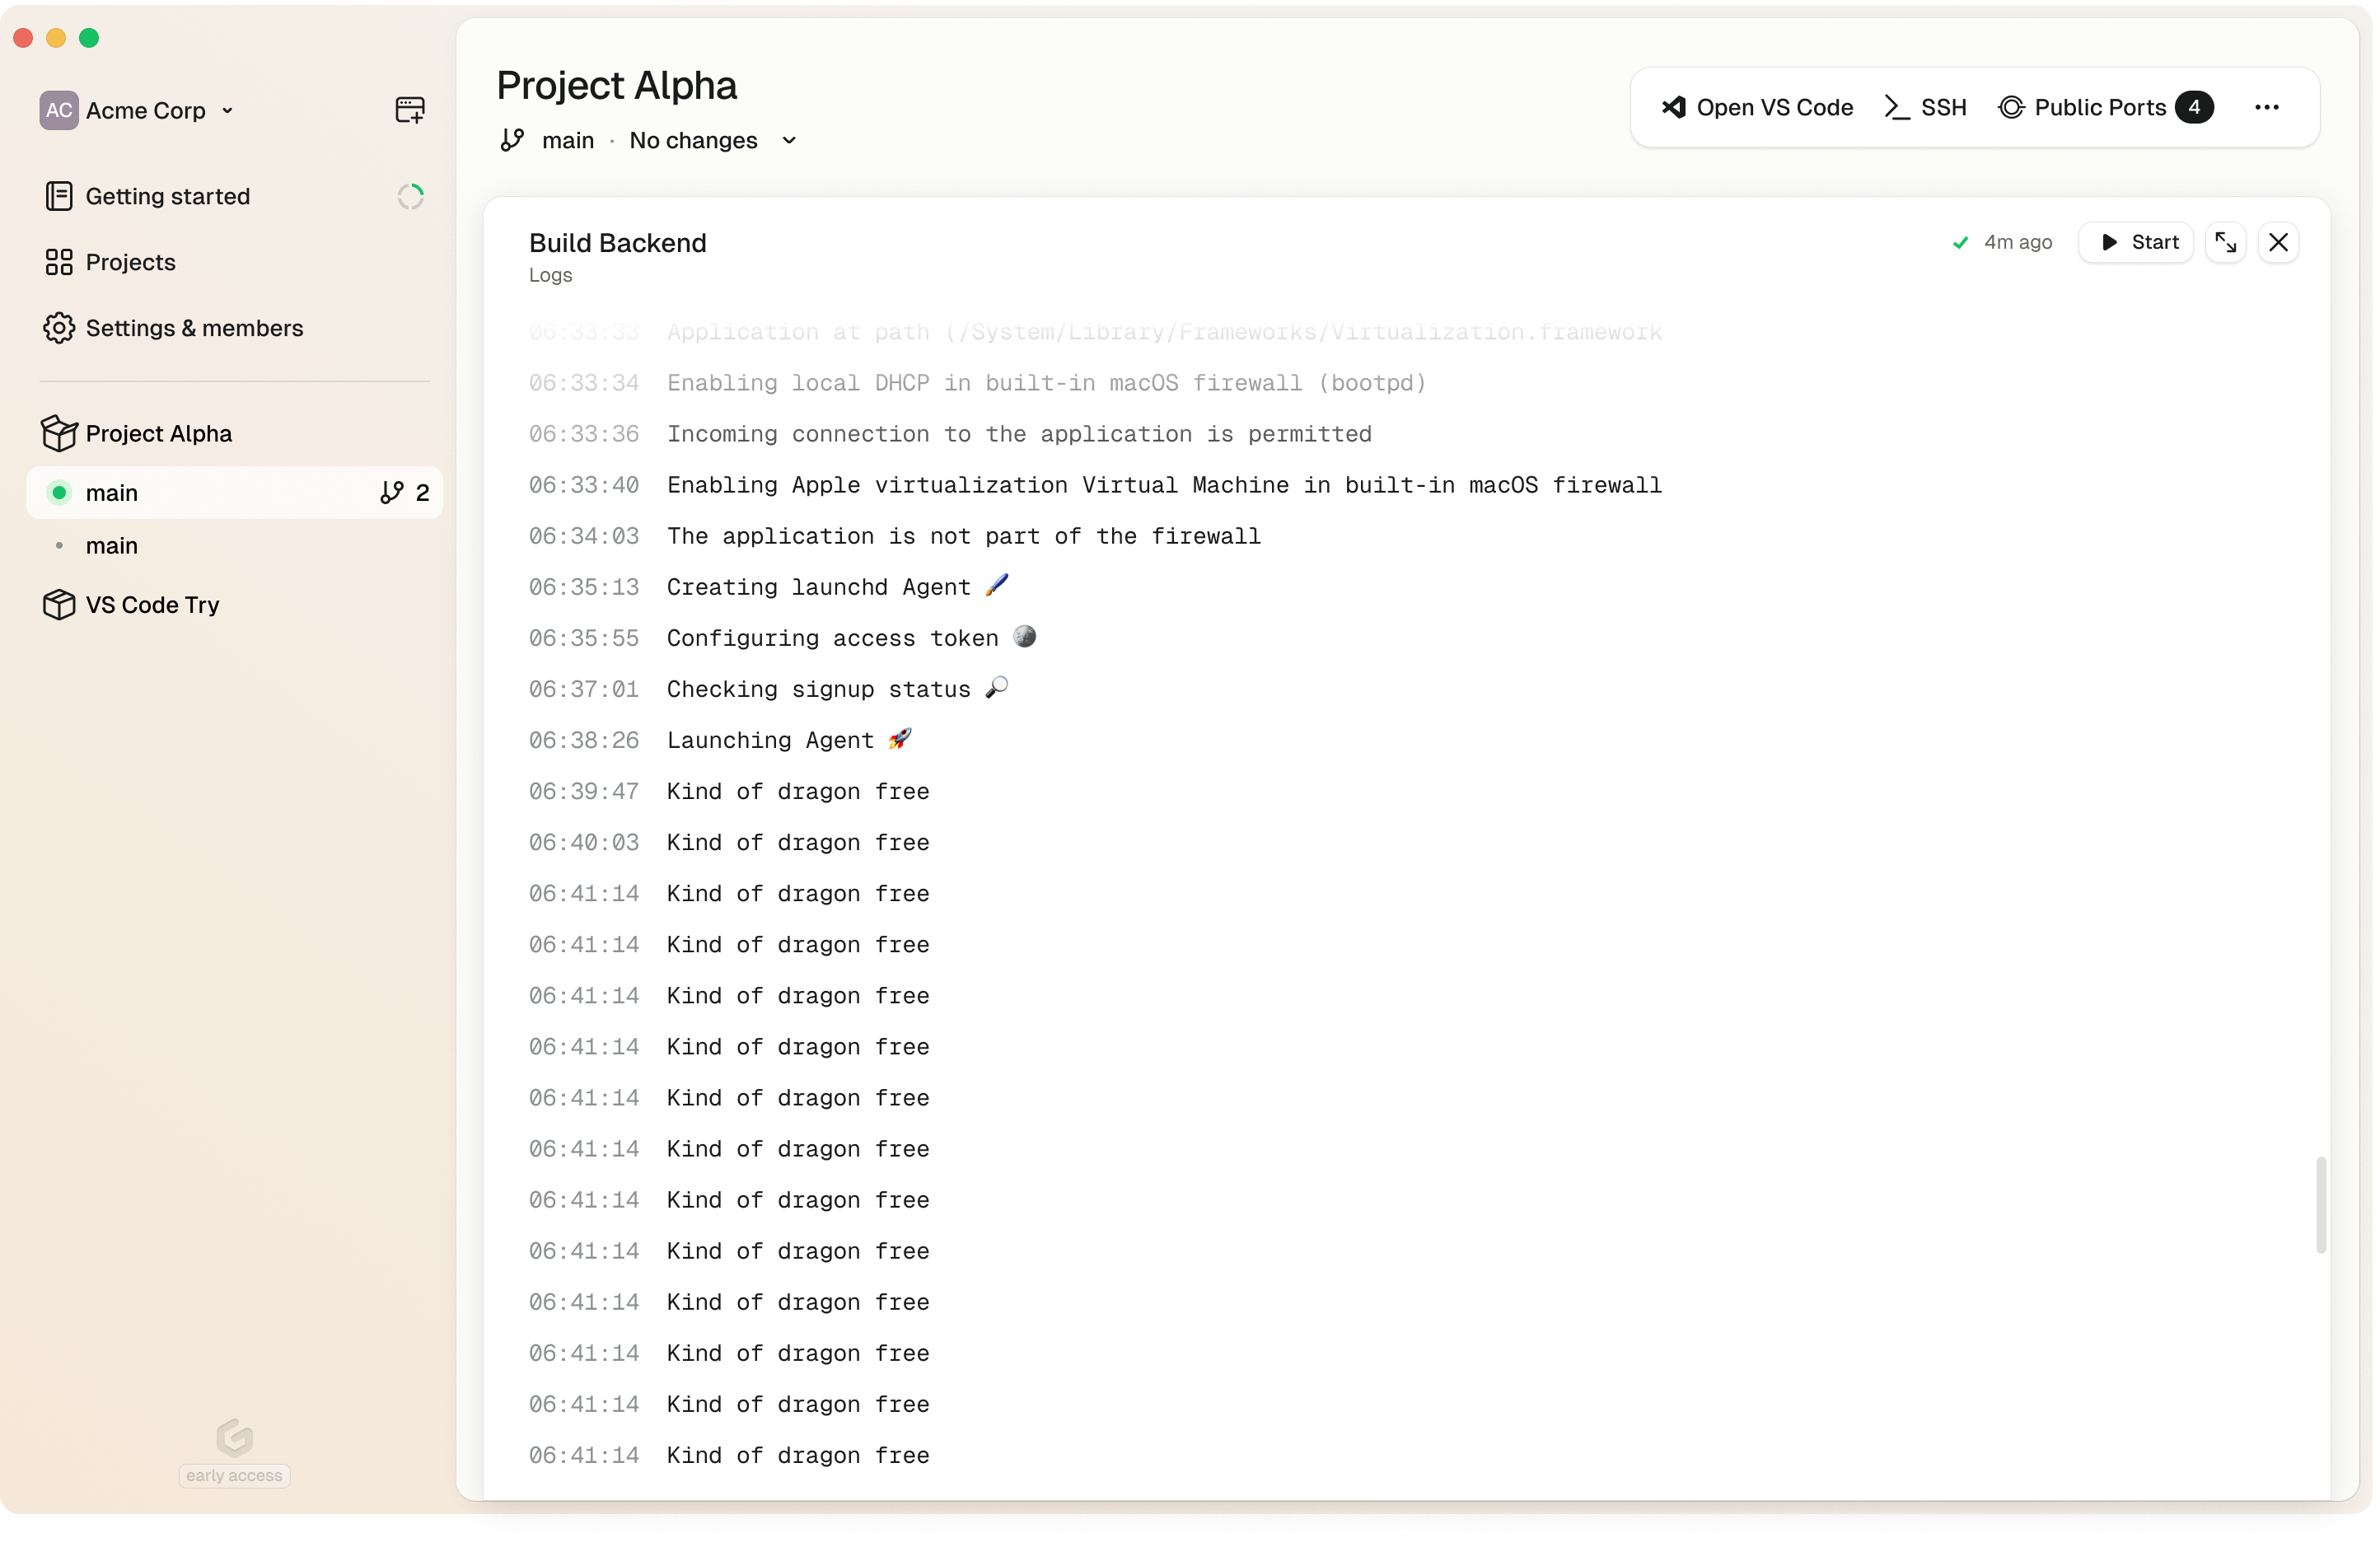 AC Acme Corp
Getting started
Projects
Settings & members
Project Alpha
main 2
main
VS Code Try
early access
Project Alpha
main · No changes
Open VS Code SSH Public Ports 4
Build Backend
Logs
4m ago Start
06:33:33 Application at path (/System/Library/Frameworks/Virtualization.framework
06:33:34 Enabling local DHCP in built-in macOS firewall (bootpd)
06:33:36 Incoming connection to the application is permitted
06:33:40 Enabling Apple virtualization Virtual Machine in built-in macOS firewall
06:34:03 The application is not part of the firewall
06:35:13 Creating launchd Agent 🖌️
06:35:55 Configuring access token 🌑
06:37:01 Checking signup status 🔎
06:38:26 Launching Agent 🚀
06:39:47 Kind of dragon free
06:40:03 Kind of dragon free
06:41:14 Kind of dragon free
06:41:14 Kind of dragon free
06:41:14 Kind of dragon free
06:41:14 Kind of dragon free
06:41:14 Kind of dragon free
06:41:14 Kind of dragon free
06:41:14 Kind of dragon free
06:41:14 Kind of dragon free
06:41:14 Kind of dragon free
06:41:14 Kind of dragon free
06:41:14 Kind of dragon free
06:41:14 Kind of dragon free